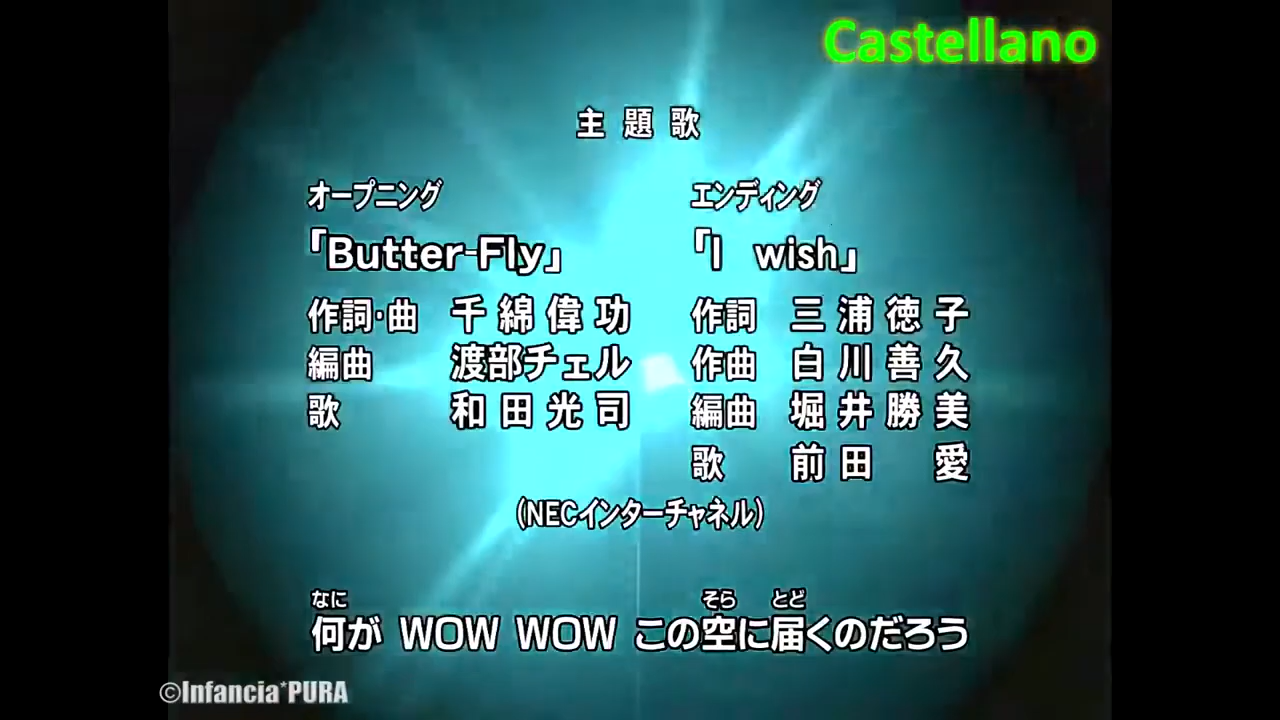 Castellano
主題歌
オープニング
「Butter-Fly」
作詞・曲 千綿偉功
編曲 渡部チェル
歌 和田光司
エンディング
「I wish」
作詞 三浦徳子
作曲 白川善久
編曲 堀井勝美
歌 前田 愛
(NECインターチャネル)
なに そら とど
何が WOW WOW この空に届くのだろう
©Infancia*PURA